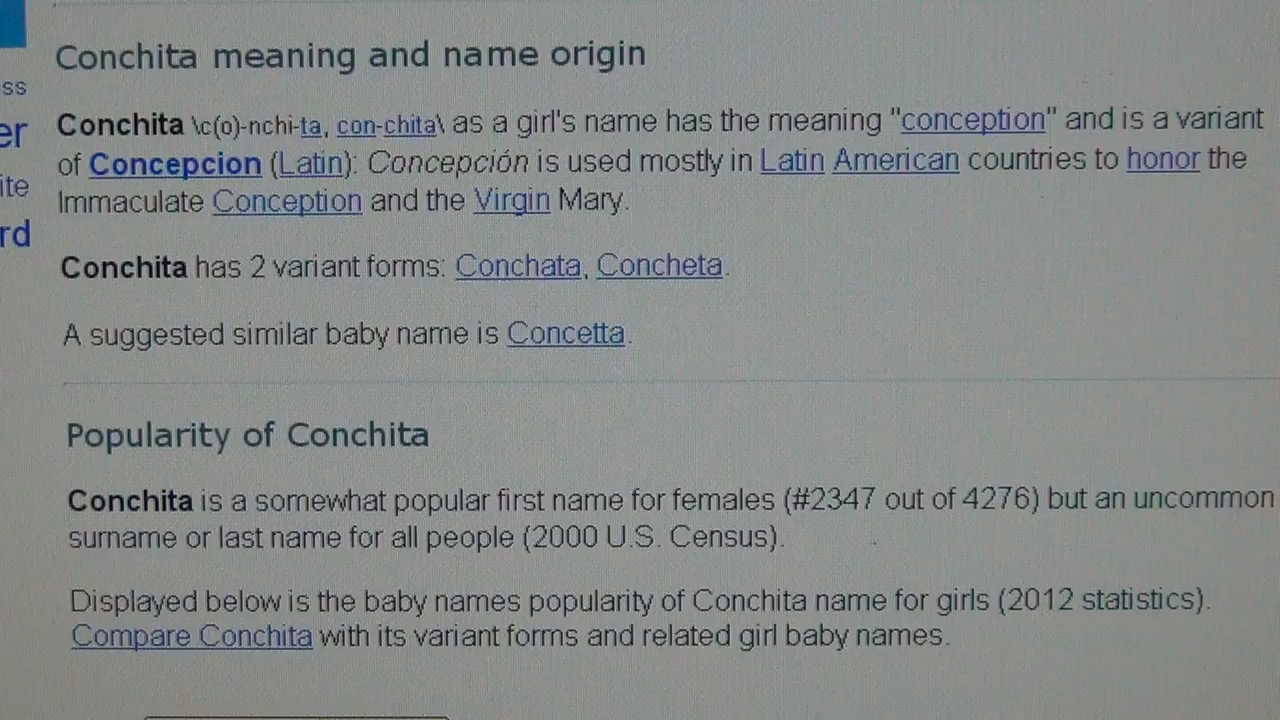 Conchita meaning and name origin
ss
Conchita \c(o)-nchi-ta, con-chita\ as a girl's name has the meaning "conception" and is a variant
er
of Concepcion (Latin): Concepción is used mostly in Latin American countries to honor the
ite
Immaculate Conception and the Virgin Mary.
rd
Conchita has 2 variant forms: Conchata, Concheta.
A suggested similar baby name is Concetta.
Popularity of Conchita
Conchita is a somewhat popular first name for females (#2347 out of 4276) but an uncommon
surname or last name for all people (2000 U.S. Census).
Displayed below is the baby names popularity of Conchita name for girls (2012 statistics).
Compare Conchita with its variant forms and related girl baby names.